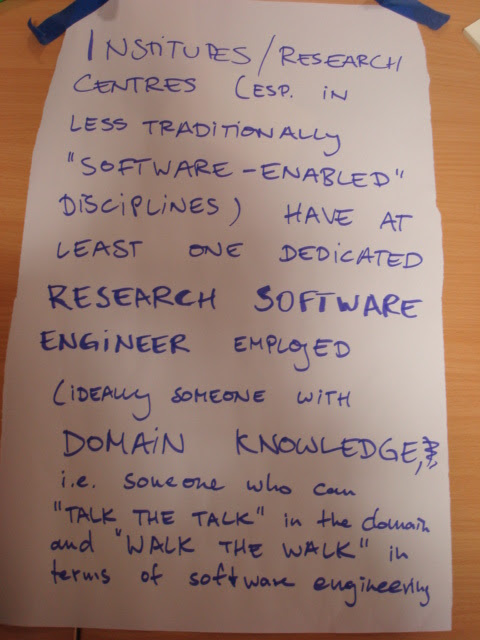 INSTITUTES/RESEARCH
CENTRES (ESP. IN
LESS TRADITIONALLY
"SOFTWARE-ENABLED"
DISCIPLINES) HAVE AT
LEAST ONE DEDICATED
RESEARCH SOFTWARE
ENGINEER EMPLOYED
(IDEALLY SOMEONE WITH
DOMAIN KNOWLEDGE,
i.e. someone who can
"TALK THE TALK" in the domain
and "WALK THE WALK" in
terms of software engineering